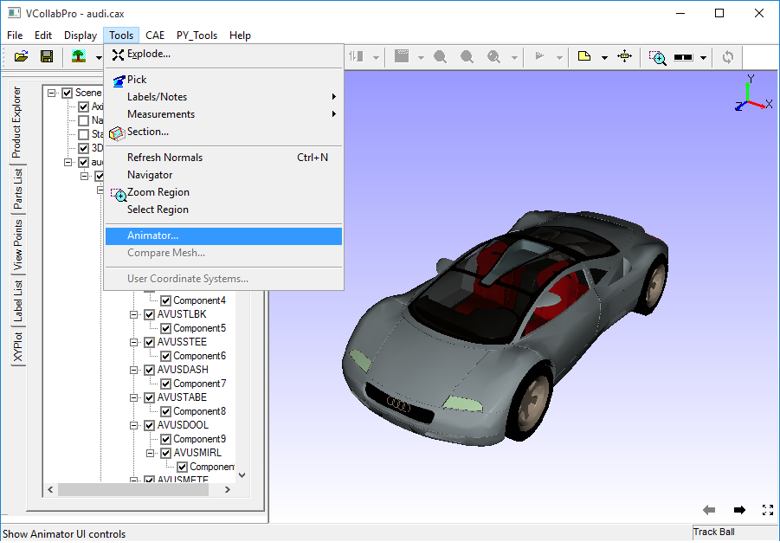 VCollabPro - audi.cax
File Edit Display Tools CAE PY_Tools Help
Explode...
Pick
Labels/Notes
Measurements
Section...
Refresh Normals Ctrl+N
Navigator
Zoom Region
Select Region
Animator...
Compare Mesh...
User Coordinate Systems...
Product Explorer
Parts List
View Points
Label List
XYPlot
Scene
Axi
Na
Sta
3D
aud
Component4
AVUSTLBK
Component5
AVUSSTEE
Component6
AVUSDASH
Component7
AVUSTABE
Component8
AVUSDOOL
Component9
AVUSMIRL
Component
AVUSMETE
Y
X
Z
Show Animator UI controls
Track Ball